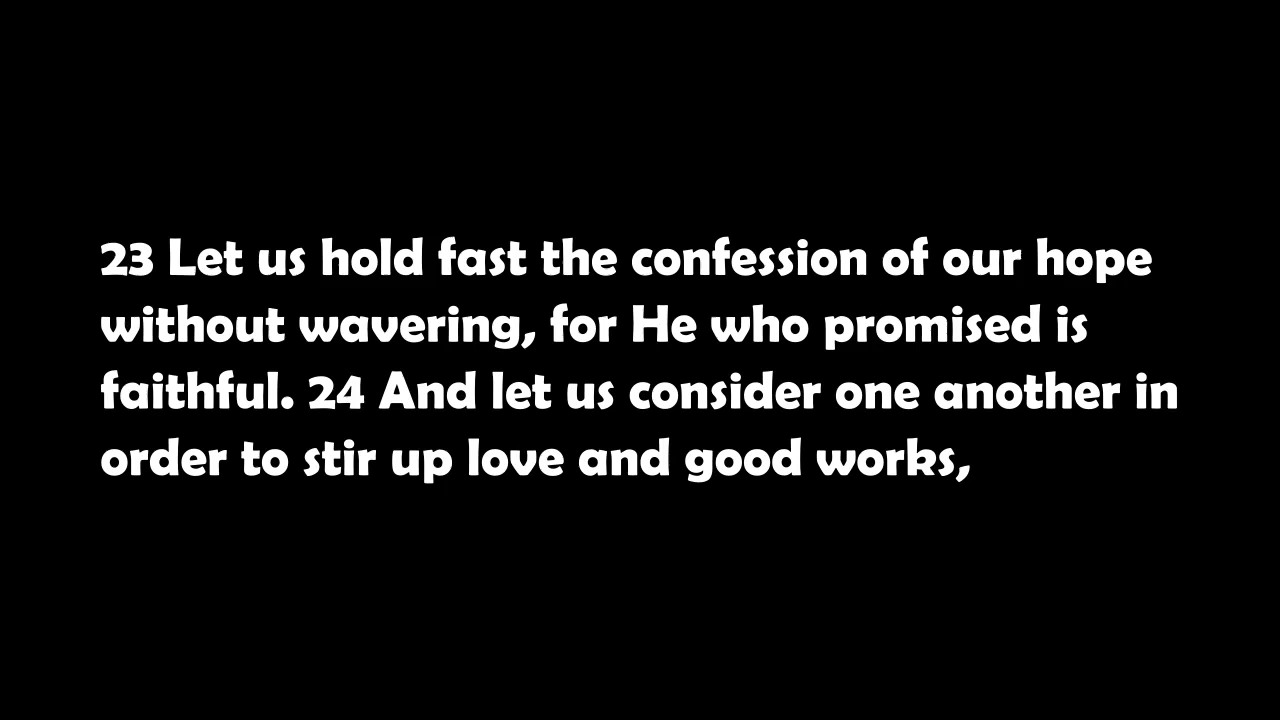 23 Let us hold fast the confession of our hope
without wavering, for He who promised is
faithful. 24 And let us consider one another in
order to stir up love and good works,